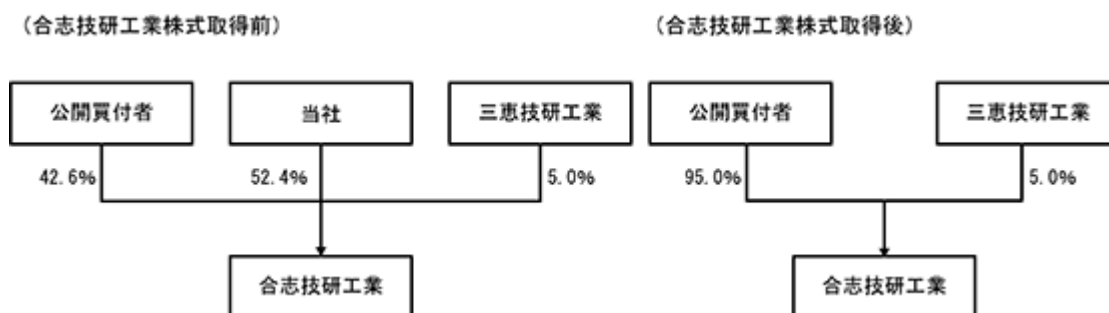 (合志技研工業株式取得前)
公開買付者
当社
三恵技研工業
42.6%
52.4%
5.0%
合志技研工業
(合志技研工業株式取得後)
公開買付者
三恵技研工業
95.0%
5.0%
合志技研工業